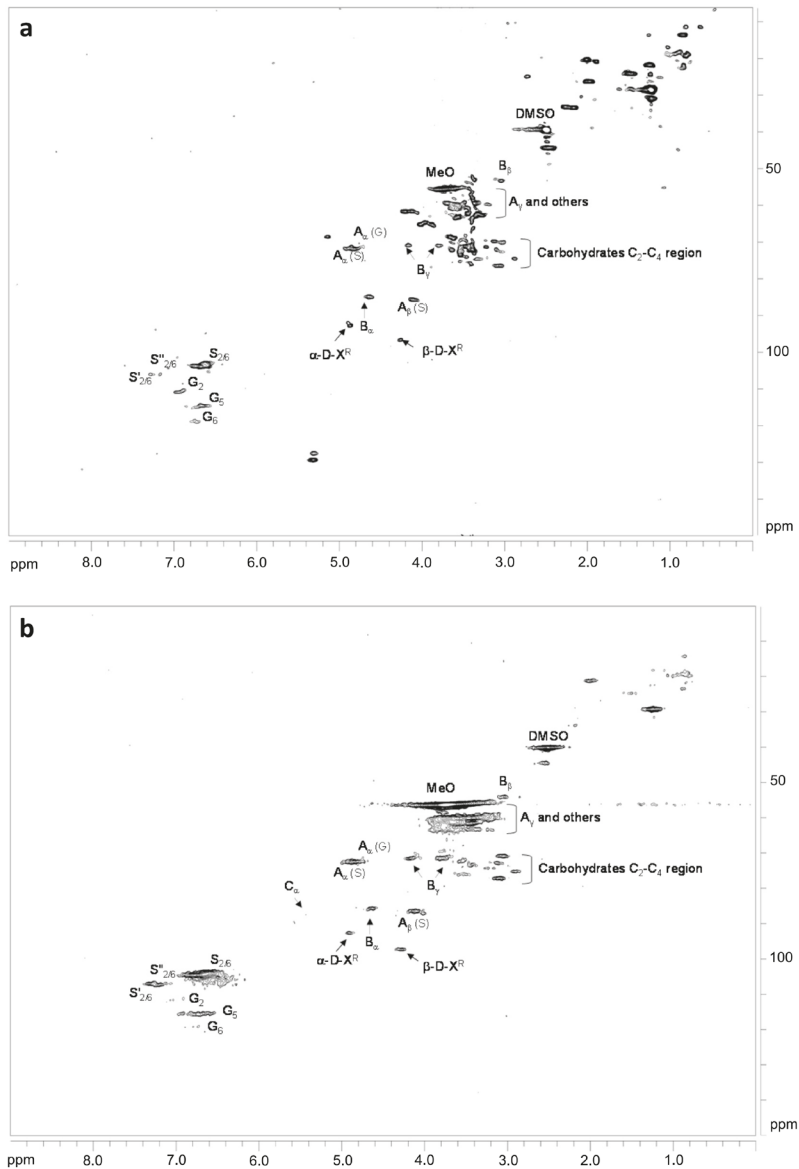 a
DMSO
50
MeO
Bβ
Aγ and others
Aα (G)
Aα (S)
Bγ
Carbohydrates C2-C4 region
Bα
Aβ (S)
α-D-XR
β-D-XR
100
S2/6
S''2/6
S'2/6
G2
G5
G6
ppm
ppm 8.0 7.0 6.0 5.0 4.0 3.0 2.0 1.0
b
DMSO
50
MeO
Bβ
Aγ and others
Aα (G)
Aα (S)
Bγ
Carbohydrates C2-C4 region
Cα
Bα
Aβ (S)
α-D-XR
β-D-XR
100
S2/6
S''2/6
S'2/6
G2
G5
G6
ppm
ppm 8.0 7.0 6.0 5.0 4.0 3.0 2.0 1.0